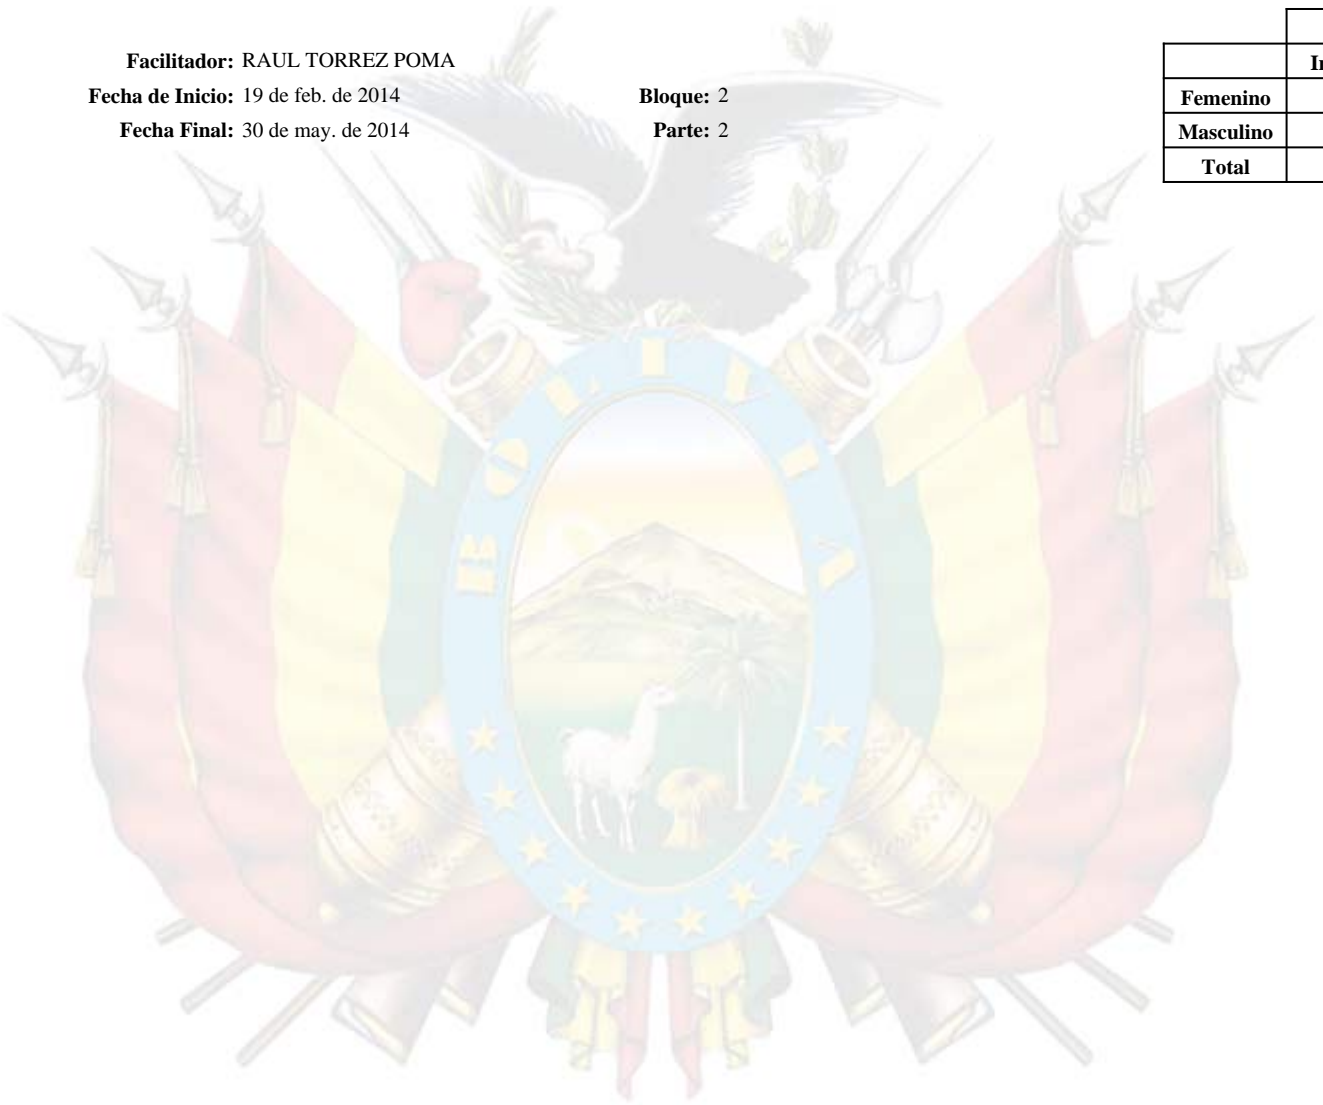 Facilitador: RAUL TORREZ POMA
Fecha de Inicio: 19 de feb. de 2014 Bloque: 2
Fecha Final: 30 de may. de 2014 Parte: 2
Femenino
Masculino
Total
BOLIVIA